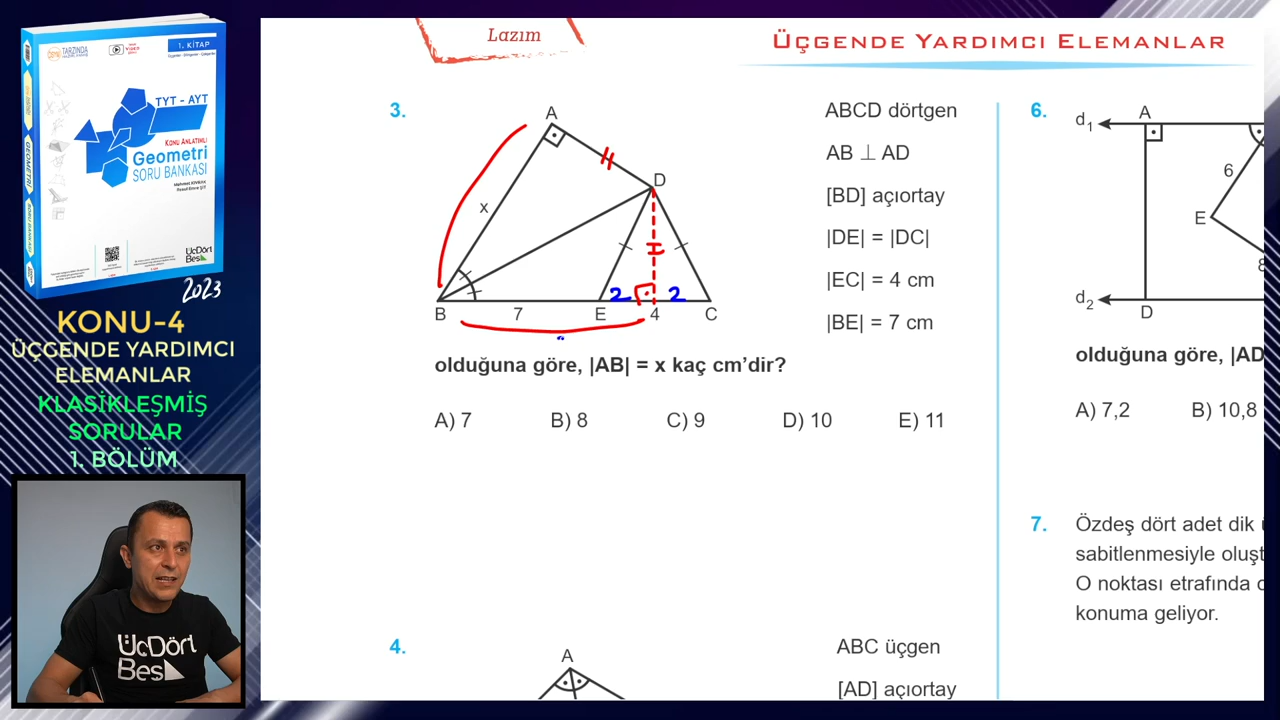 TARZINDA
1. KİTAP
TYT - AYT
KONU ANLATIMLI
Geometri
SORU BANKASI
GEOMETRİ
ÜçDört
Beş
2023
KONU-4
ÜÇGENDE YARDIMCI
ELEMANLAR
KLASİKLEŞMİŞ
SORULAR
1. BÖLÜM
ÜçDört
Beş
Lazım
ÜÇGENDE YARDIMCI ELEMANLAR
3.
A
D
x
2
2
B
7
E
4
C
ABCD dörtgen
AB ⊥ AD
[BD] açıortay
|DE| = |DC|
|EC| = 4 cm
|BE| = 7 cm
olduğuna göre, |AB| = x kaç cm'dir?
A) 7 B) 8 C) 9 D) 10 E) 11
4.
A
ABC üçgen
[AD] açıortay
6.
d1
A
6
E
8
d2
D
olduğuna göre, |AD
A) 7,2 B) 10,8
7.
Özdeş dört adet dik
sabitlenmesiyle oluşt
O noktası etrafında
konuma geliyor.